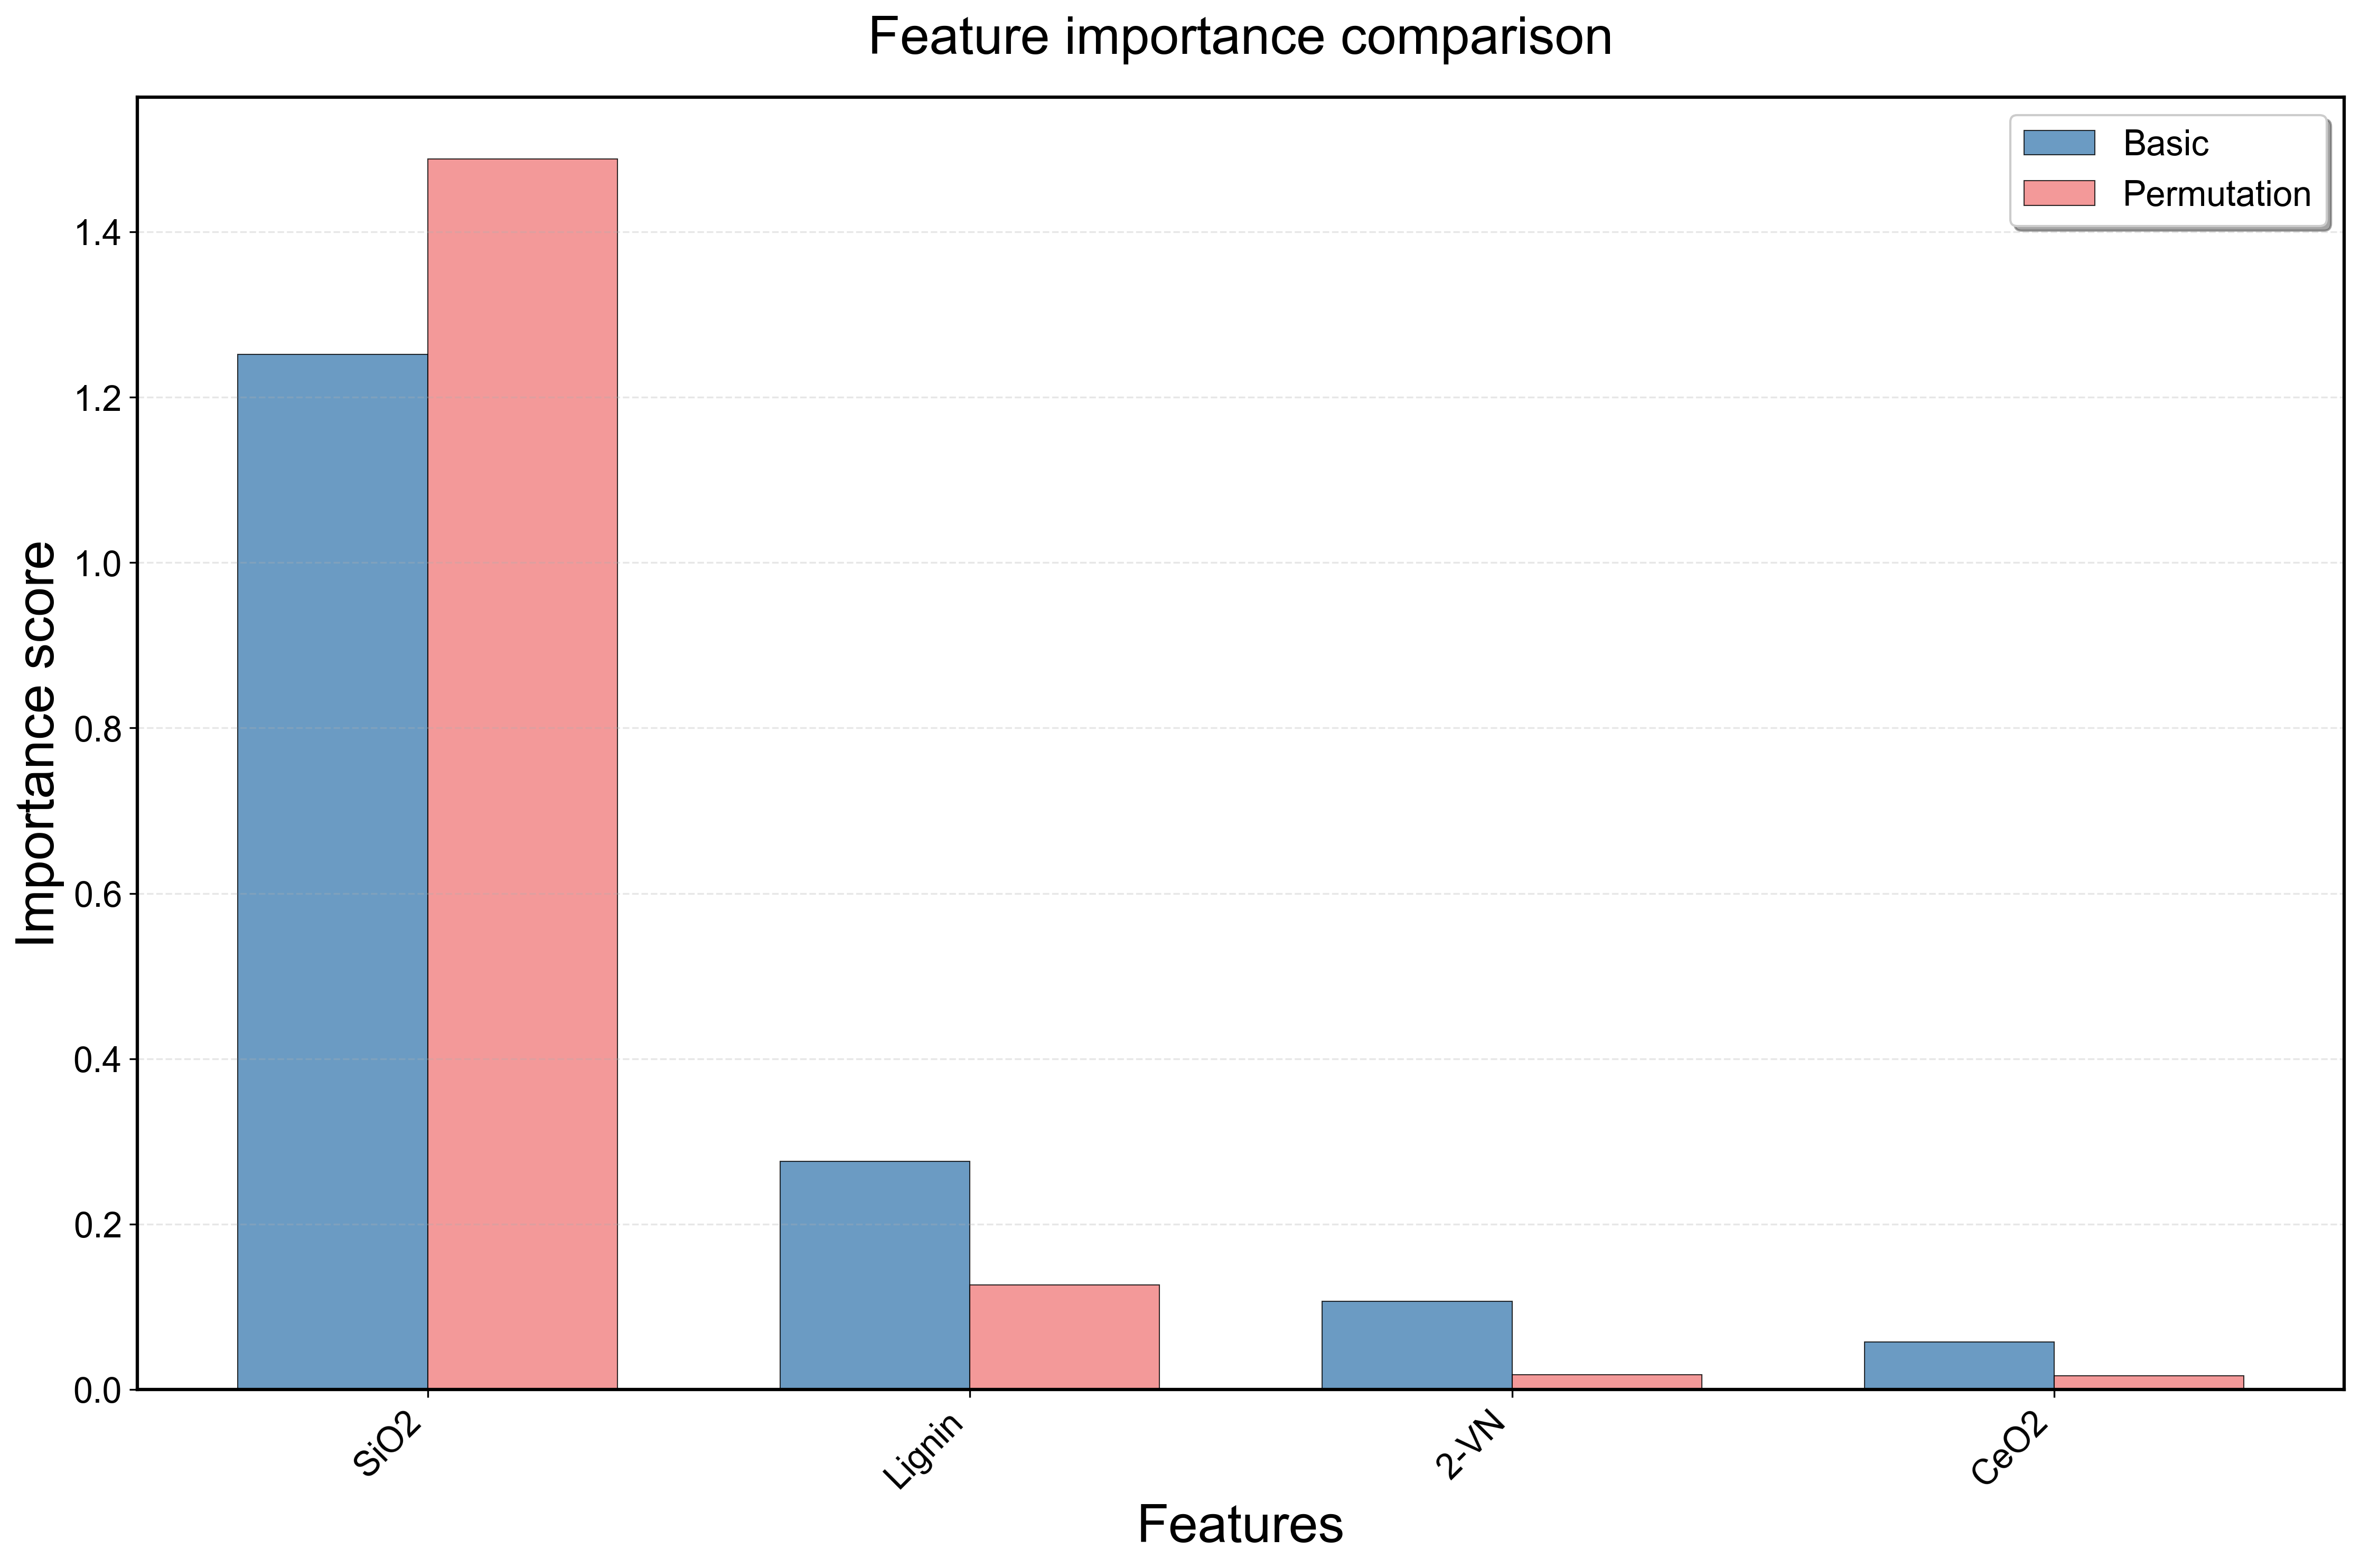 Feature importance comparison
Basic
Permutation
Importance score
1.4
1.2
1.0
0.8
0.6
0.4
0.2
0.0
SiO2
Lignin
2-VN
CeO2
Features